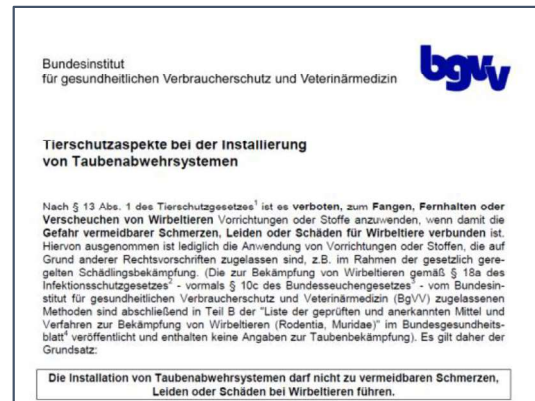 Bundesinstitut
für gesundheitlichen Verbraucherschutz und Veterinärmedizin
bgvv
Tierschutzaspekte bei der Installierung
von Taubenabwehrsystemen
Nach § 13 Abs. 1 des Tierschutzgesetzes¹ ist es verboten, zum Fangen, Fernhalten oder
Verscheuchen von Wirbeltieren Vorrichtungen oder Stoffe anzuwenden, wenn damit die
Gefahr vermeidbarer Schmerzen, Leiden oder Schäden für Wirbeltiere verbunden ist.
Hiervon ausgenommen ist lediglich die Anwendung von Vorrichtungen oder Stoffen, die auf
Grund anderer Rechtsvorschriften zugelassen sind, z.B. im Rahmen der gesetzlich gere-
gelten Schädlingsbekämpfung. (Die zur Bekämpfung von Wirbeltieren gemäß § 18a des
Infektionsschutzgesetzes² - vormals § 10c des Bundesseuchengesetzes³ - vom Bundesin-
stitut für gesundheitlichen Verbraucherschutz und Veterinärmedizin (BgVV) zugelassenen
Methoden sind abschließend in Teil B der "Liste der geprüften und anerkannten Mittel und
Verfahren zur Bekämpfung von Wirbeltieren (Rodentia, Muridae)" im Bundesgesundheits-
blatt⁴ veröffentlicht und enthalten keine Angaben zur Taubenbekämpfung). Es gilt daher der
Grundsatz:
Die Installation von Taubenabwehrsystemen darf nicht zu vermeidbaren Schmerzen,
Leiden oder Schäden bei Wirbeltieren führen.